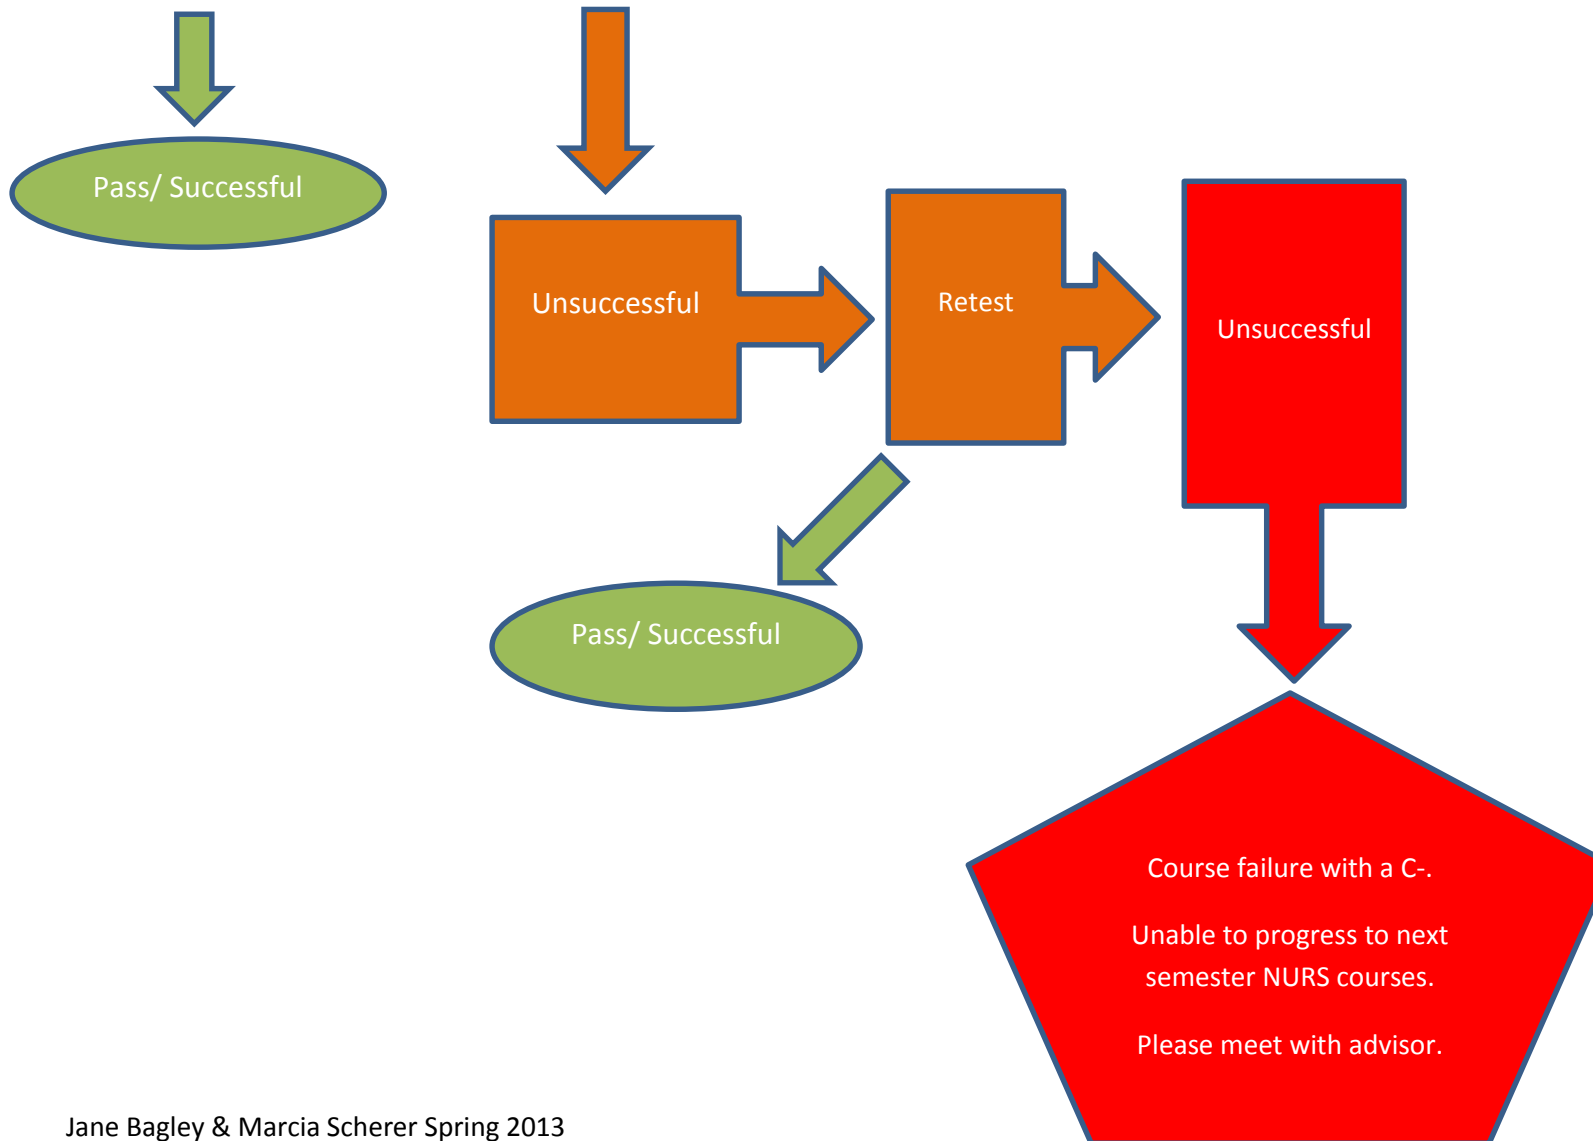 Pass/ Successful
Unsuccessful
Retest
Unsuccessful
Pass/ Successful
Course failure with a C-.
Unable to progress to next
semester NURS courses.
Please meet with advisor.
Jane Bagley & Marcia Scherer Spring 2013